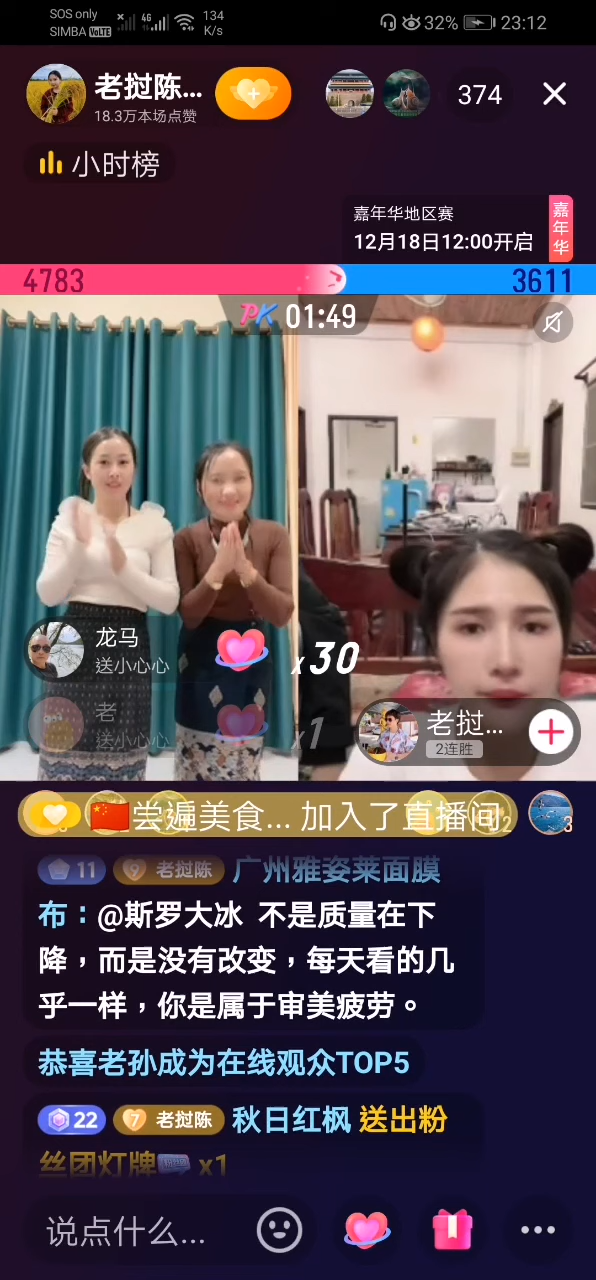 SOS only
SIMBA VoLTE
4G
134
K/s
32%
23:12
老挝陈...
18.3万本场点赞
374
小时榜
嘉年华地区赛
12月18日12:00开启
嘉年华
4783
3611
PK 01:49
龙马
送小心心
x30
老
送小心心
x1
老挝...
2连胜
尝遍美食... 加入了直播间
2
3
11 9 老挝陈 广州雅姿莱面膜
布：@斯罗大冰 不是质量在下
降，而是没有改变，每天看的几
乎一样，你是属于审美疲劳。
恭喜老孙成为在线观众TOP5
22 7 老挝陈 秋日红枫 送出粉
丝团灯牌 x1
说点什么...